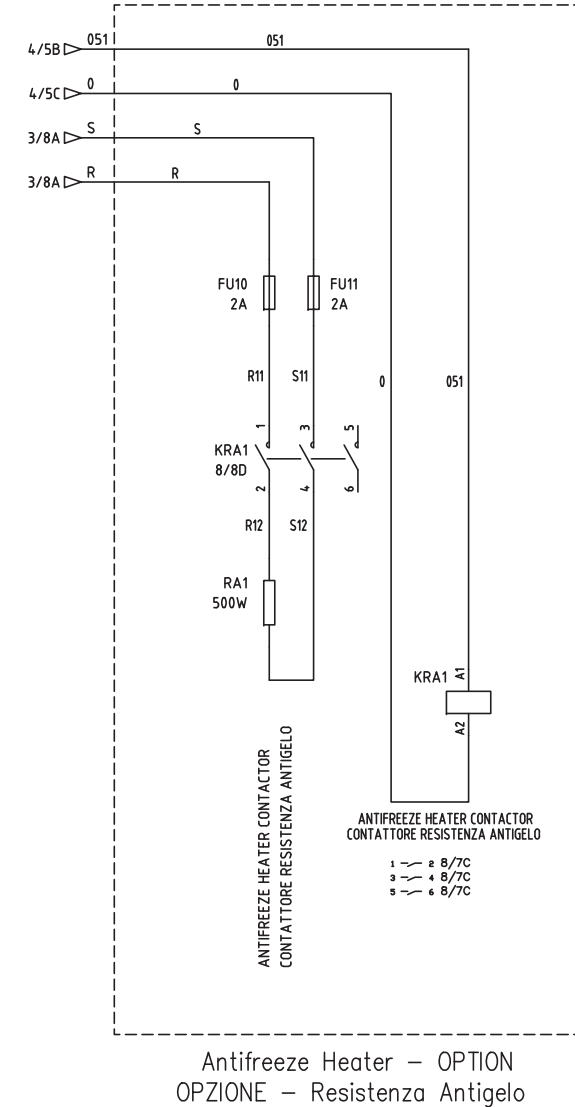 4/5B 051 051
4/5C 0 0
3/8A S S
3/8A R R
FU10 FU11
2A 2A
R11 S11 0 051
1 3 5
KRA1
8/8D
2 4 6
R12 S12
RA1
500W
KRA1 A1
A2
ANTIFREEZE HEATER CONTACTOR
CONTATTORE RESISTENZA ANTIGELO
ANTIFREEZE HEATER CONTACTOR
CONTATTORE RESISTENZA ANTIGELO
1 2 8/7C
3 4 8/7C
5 6 8/7C
Antifreeze Heater – OPTION
OPZIONE – Resistenza Antigelo